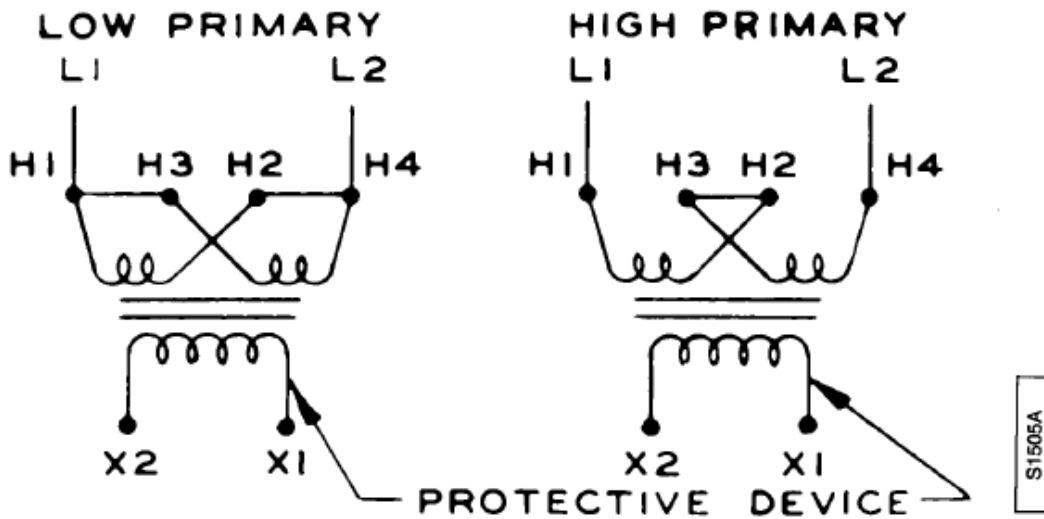 LOW PRIMARY
HIGH PRIMARY
L1
L2
L1
L2
H1
H3
H2
H4
H1
H3
H2
H4
X2
X1
X2
X1
PROTECTIVE DEVICE
S1505A